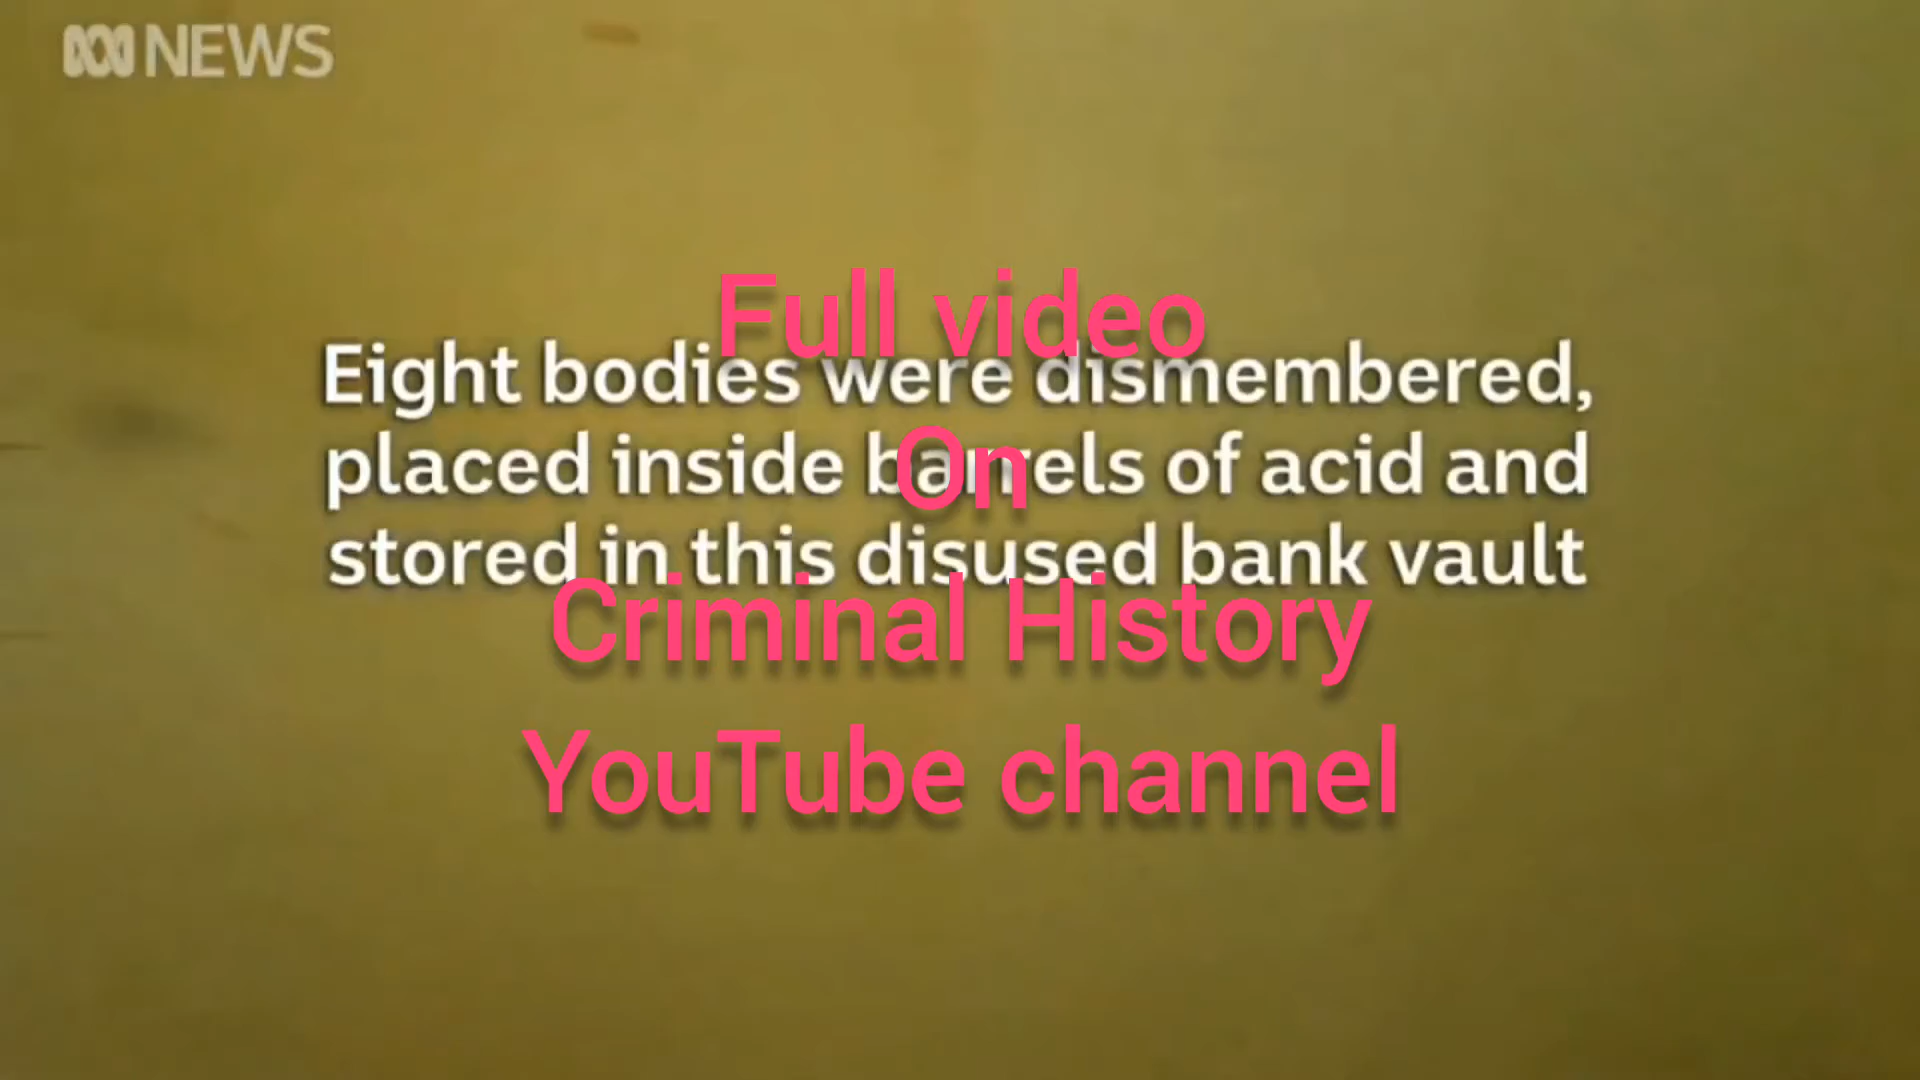 NEWS
Full video
Eight bodies were dismembered,
On
placed inside barrels of acid and
stored in this disused bank vault
Criminal History
YouTube channel